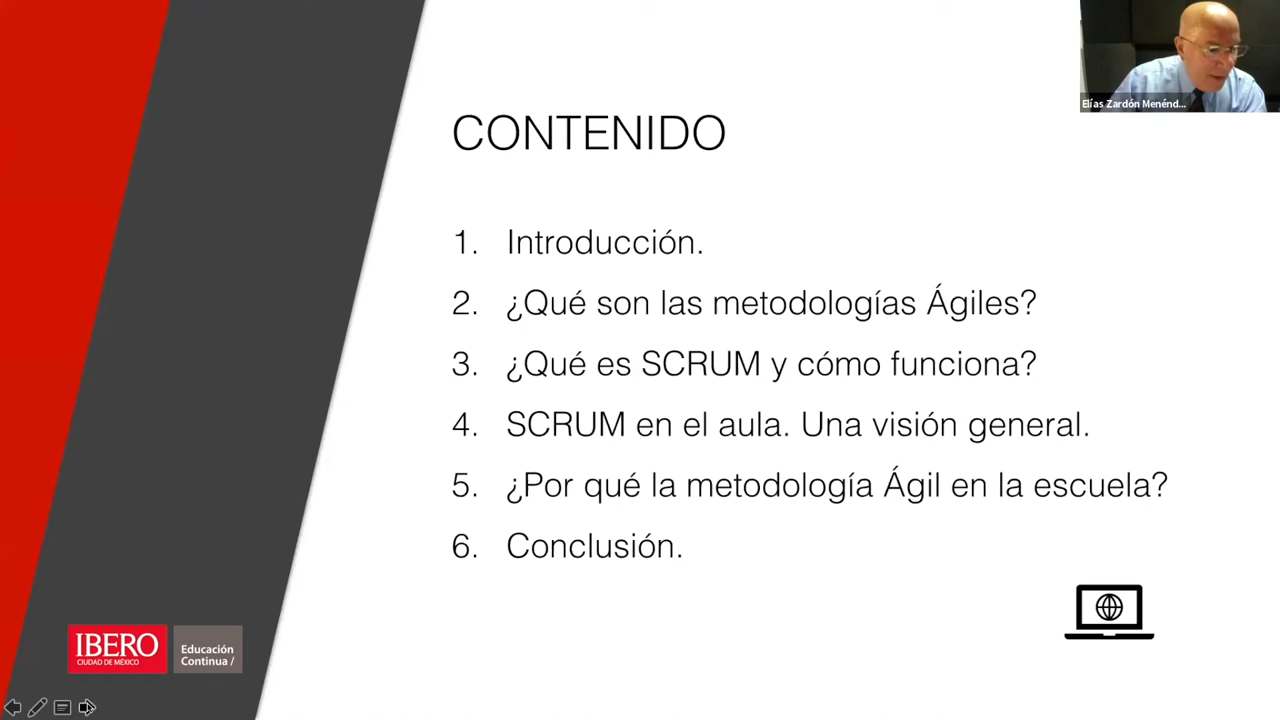 Elías Zardón Menénd...
CONTENIDO
1. Introducción.
2. ¿Qué son las metodologías Ágiles?
3. ¿Qué es SCRUM y cómo funciona?
4. SCRUM en el aula. Una visión general.
5. ¿Por qué la metodología Ágil en la escuela?
6. Conclusión.
IBERO
CIUDAD DE MÉXICO
Educación
Continua /